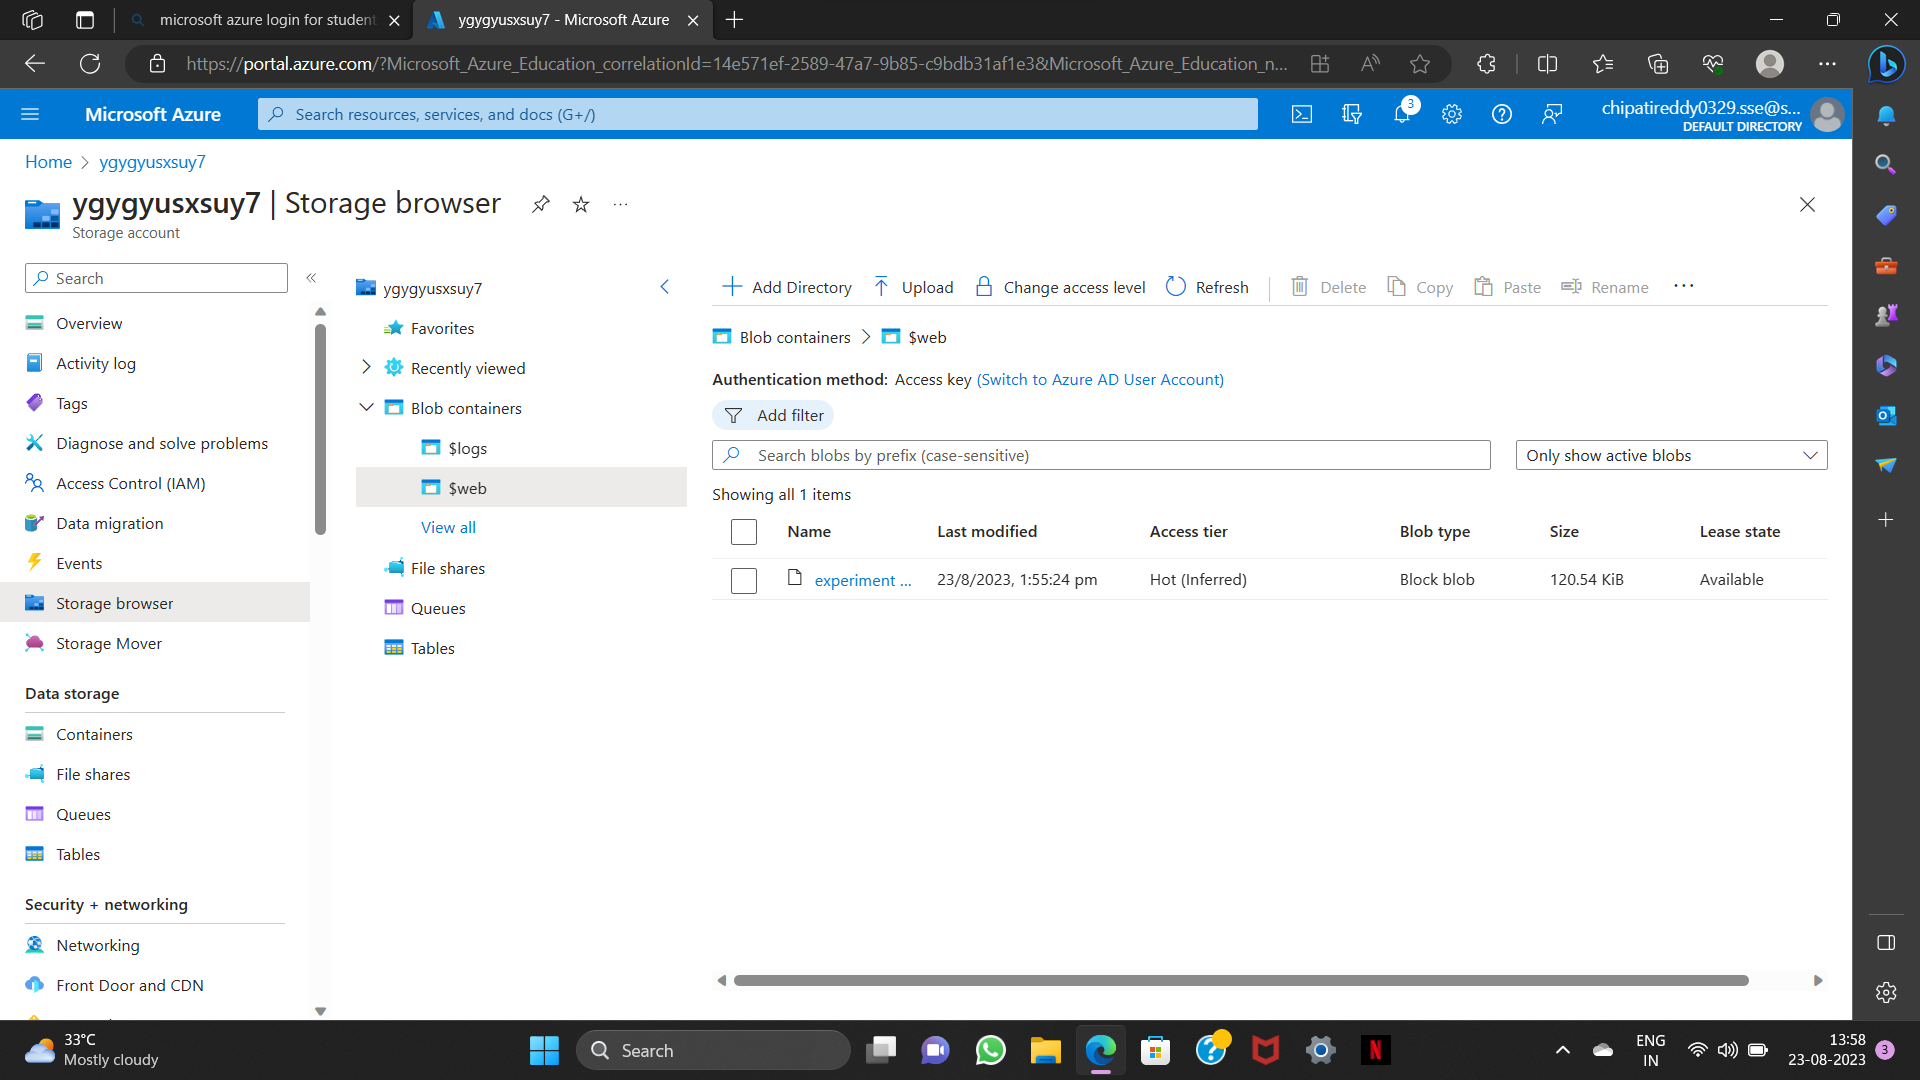 microsoft azure login for student
ygygyusxsuy7 - Microsoft Azure
https://portal.azure.com/?Microsoft_Azure_Education_correlationId=14e571ef-2589-47a7-9b85-c9bdb31af1e3&Microsoft_Azure_Education_n...
Microsoft Azure
Search resources, services, and docs (G+/)
3
chipatireddy0329.sse@s...
DEFAULT DIRECTORY
Home > ygygyusxsuy7
ygygyusxsuy7 | Storage browser
Storage account
Search
Overview
Activity log
Tags
Diagnose and solve problems
Access Control (IAM)
Data migration
Events
Storage browser
Storage Mover
Data storage
Containers
File shares
Queues
Tables
Security + networking
Networking
Front Door and CDN
ygygyusxsuy7
Favorites
Recently viewed
Blob containers
$logs
$web
View all
File shares
Queues
Tables
Add Directory Upload Change access level Refresh Delete Copy Paste Rename ...
Blob containers > $web
Authentication method: Access key (Switch to Azure AD User Account)
Add filter
Search blobs by prefix (case-sensitive)
Only show active blobs
Showing all 1 items
Name Last modified Access tier Blob type Size Lease state
experiment ... 23/8/2023, 1:55:24 pm Hot (Inferred) Block blob 120.54 KiB Available
33°C
Mostly cloudy
Search
ENG
IN
13:58
23-08-2023
3